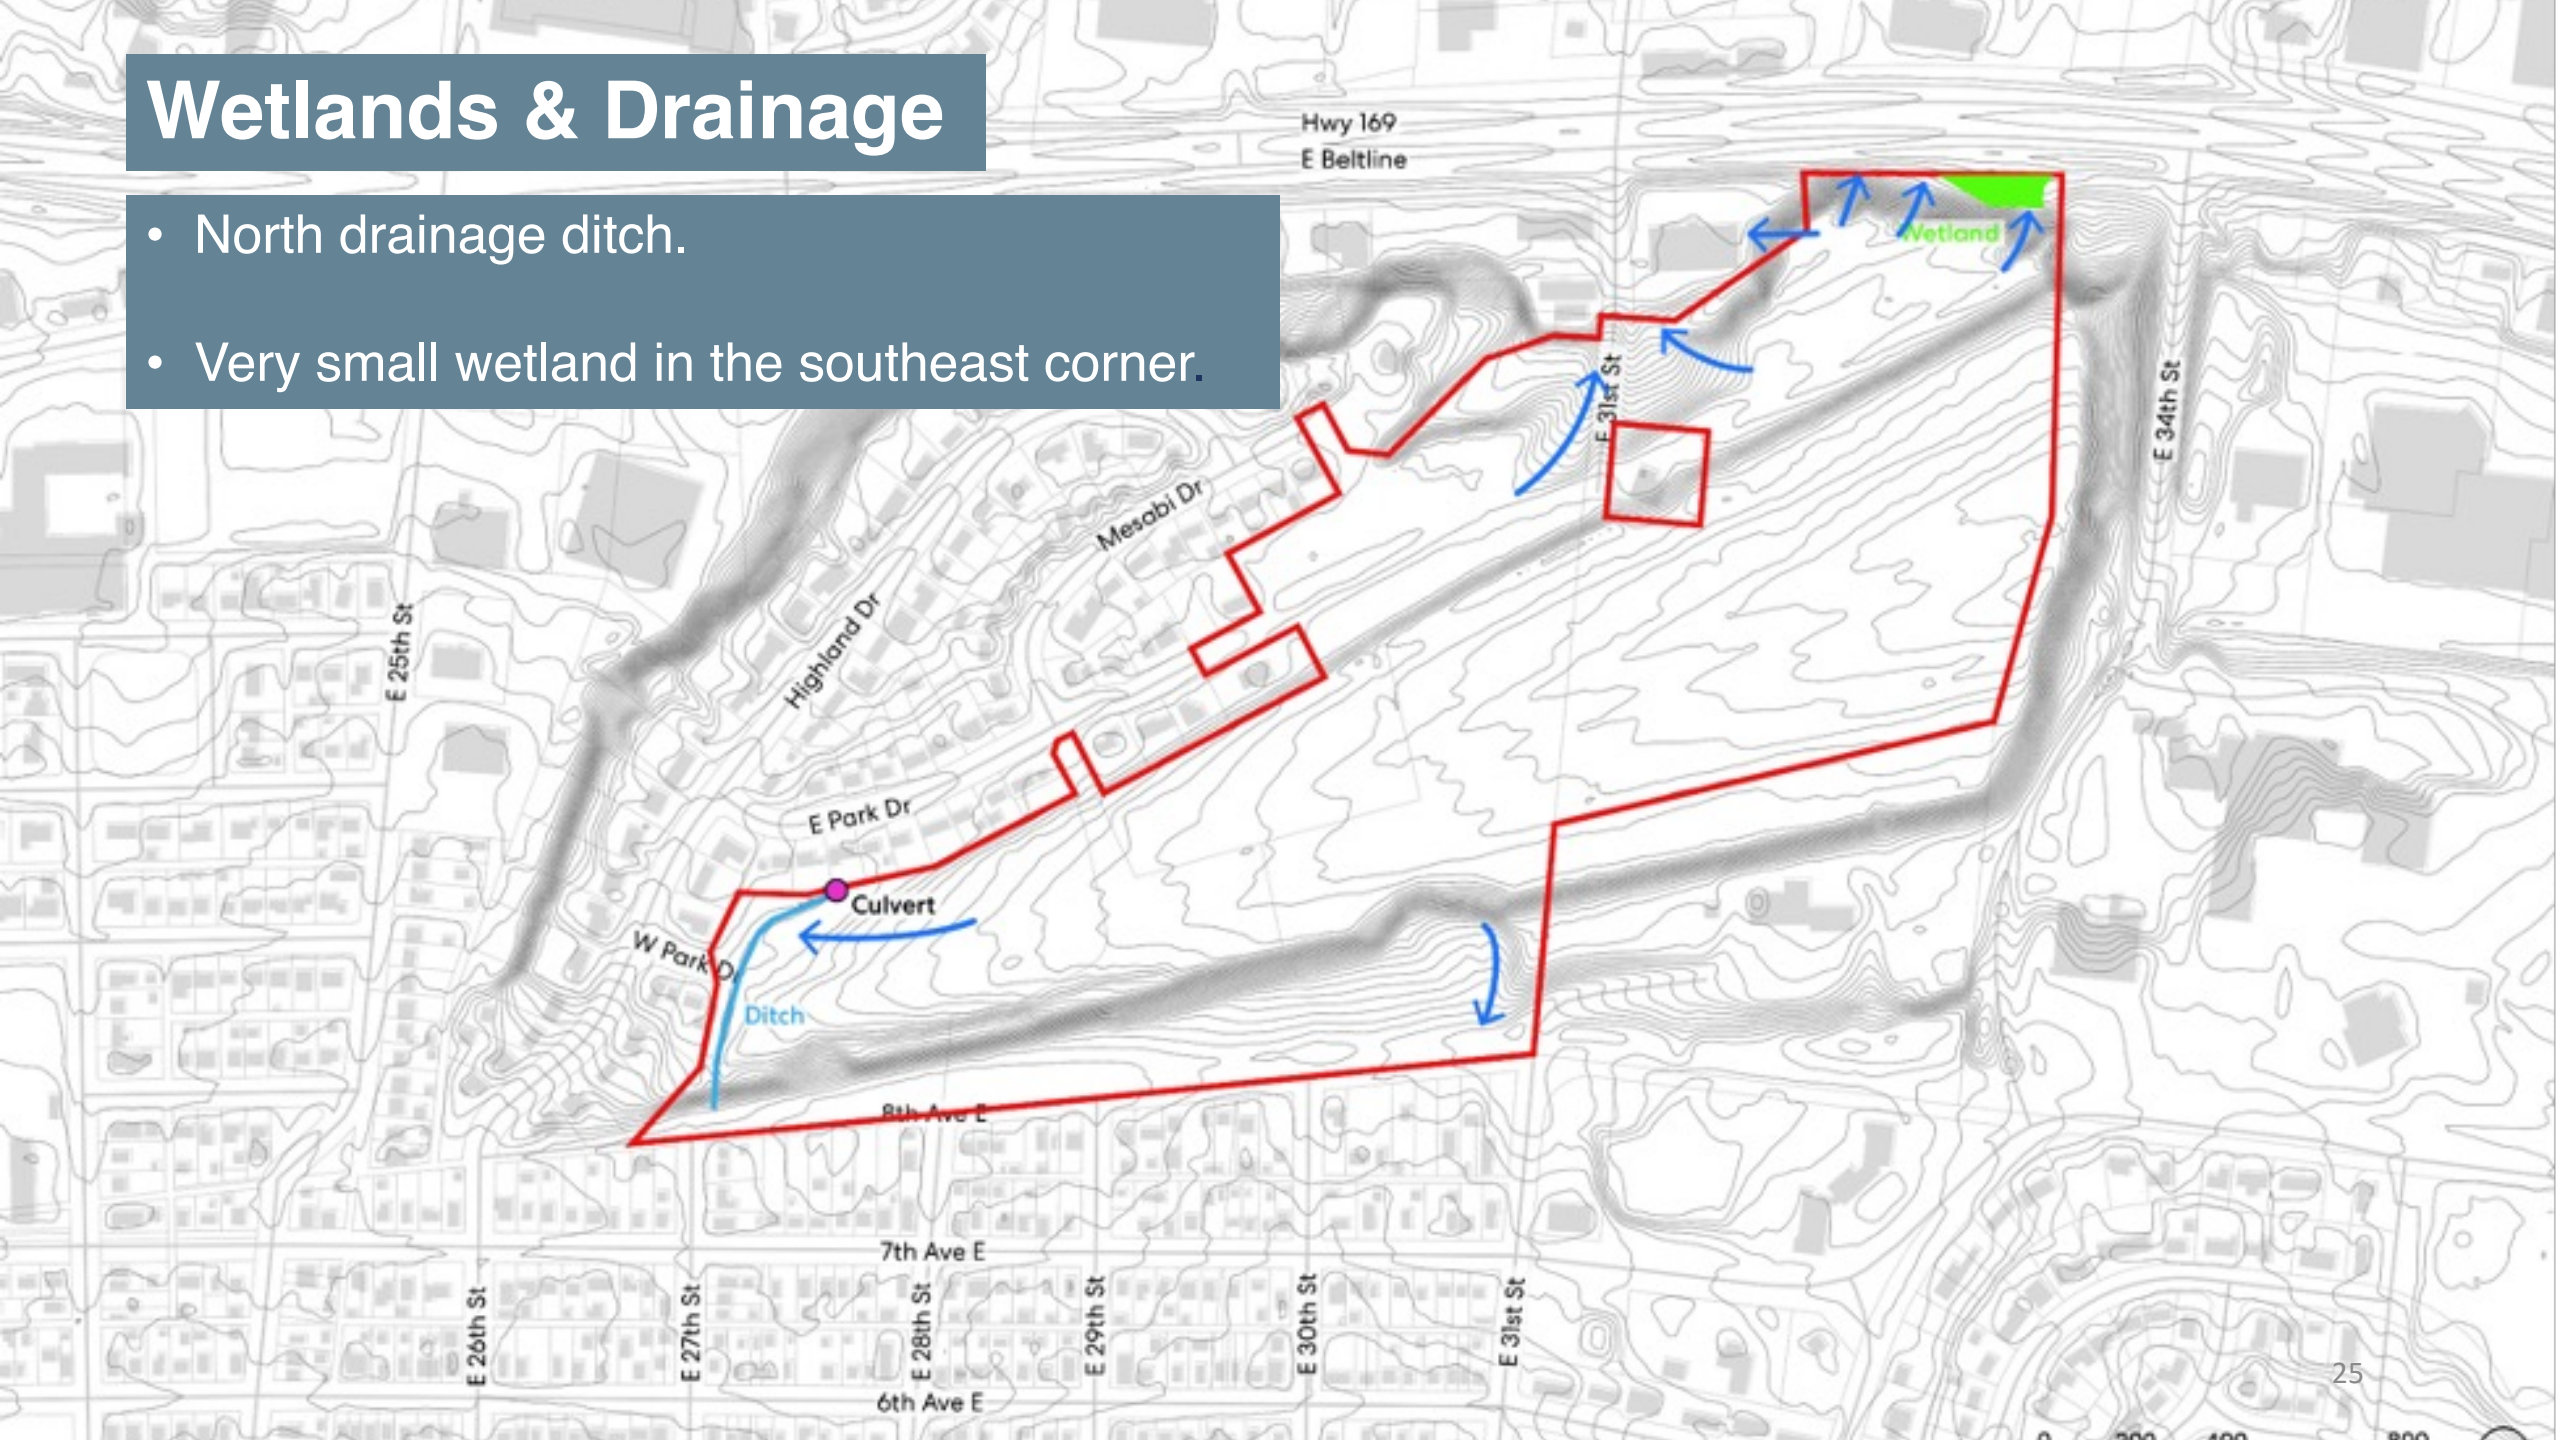 Wetlands & Drainage
• North drainage ditch.
• Very small wetland in the southeast corner.
Hwy 169
E Beltline
Wetland
E 31st St
E 34th St
Mesabi Dr
Highland Dr
E 25th St
E Park Dr
Culvert
W Park Dr
Ditch
8th Ave E
7th Ave E
E 26th St
E 27th St
E 28th St
E 29th St
E 30th St
E 31st St
6th Ave E
25